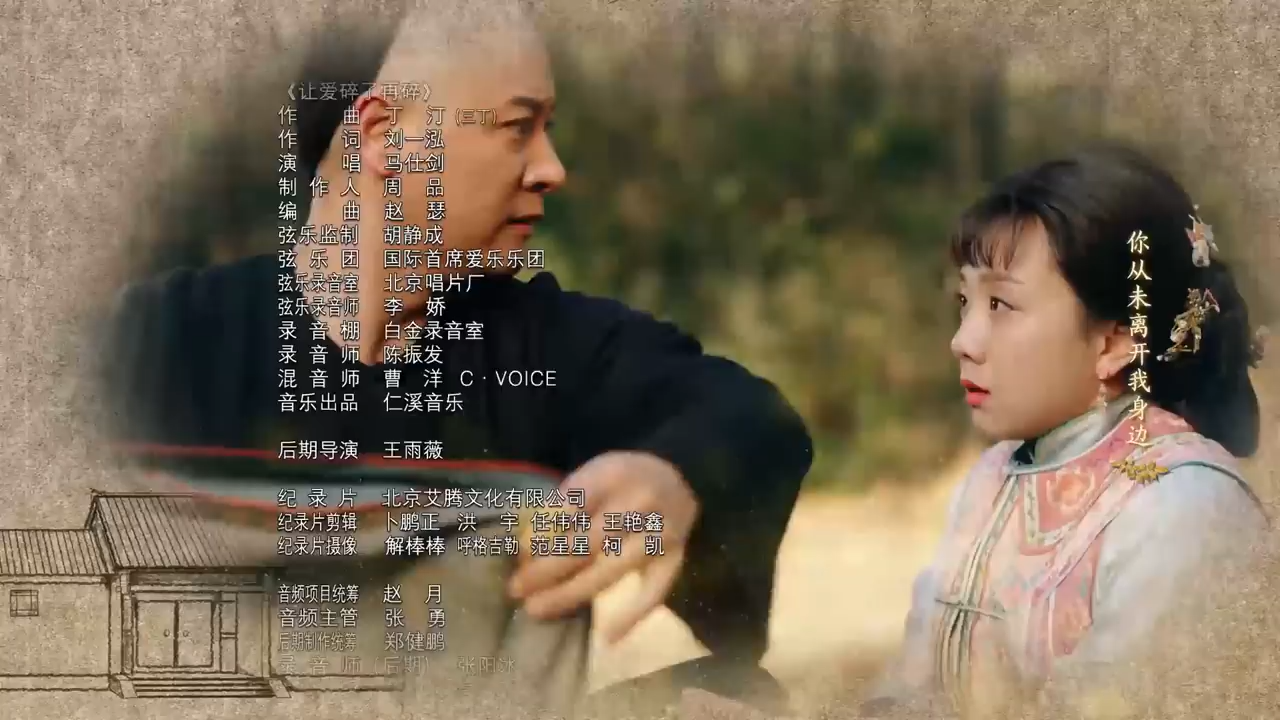 《让爱碎了再碎》
作曲 丁汀(三丁)
作词 刘一泓
演唱 马仕剑
制作人 周品
编曲 赵瑟
弦乐监制 胡静成
弦乐团 国际首席爱乐乐团
弦乐录音室 北京唱片厂
弦乐录音师 李娇
录音棚 白金录音室
录音师 陈振发
混音师 曹洋 C·VOICE
音乐出品 仁溪音乐
后期导演 王雨薇
纪录片 北京艾腾文化有限公司
纪录片剪辑 卜鹏正 洪宇 任伟伟 王艳鑫
纪录片摄像 解棒棒 呼格吉勒 范星星 柯凯
音频项目统筹 赵月
音频主管 张勇
后期制作统筹 郑健鹏
录音师(后期) 张阳冰
你从未离开我身边